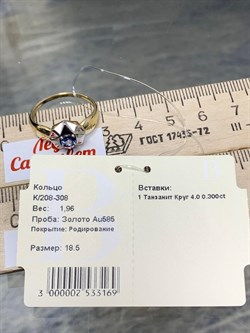 ГОСТ 17435-72
Кольцо
К/208-308
Вес: 1,96
Проба: Золото Au585
Покрытие: Родирование
Размер: 18.5
Вставки:
1 Танзанит Круг 4,0 0.300ct
3 000002 533169